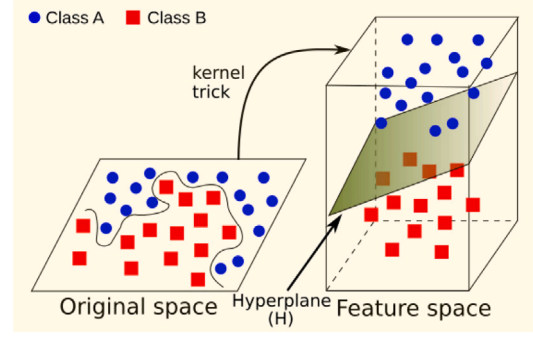 Class A
Class B
kernel
trick
Original space
Hyperplane
(H)
Feature space